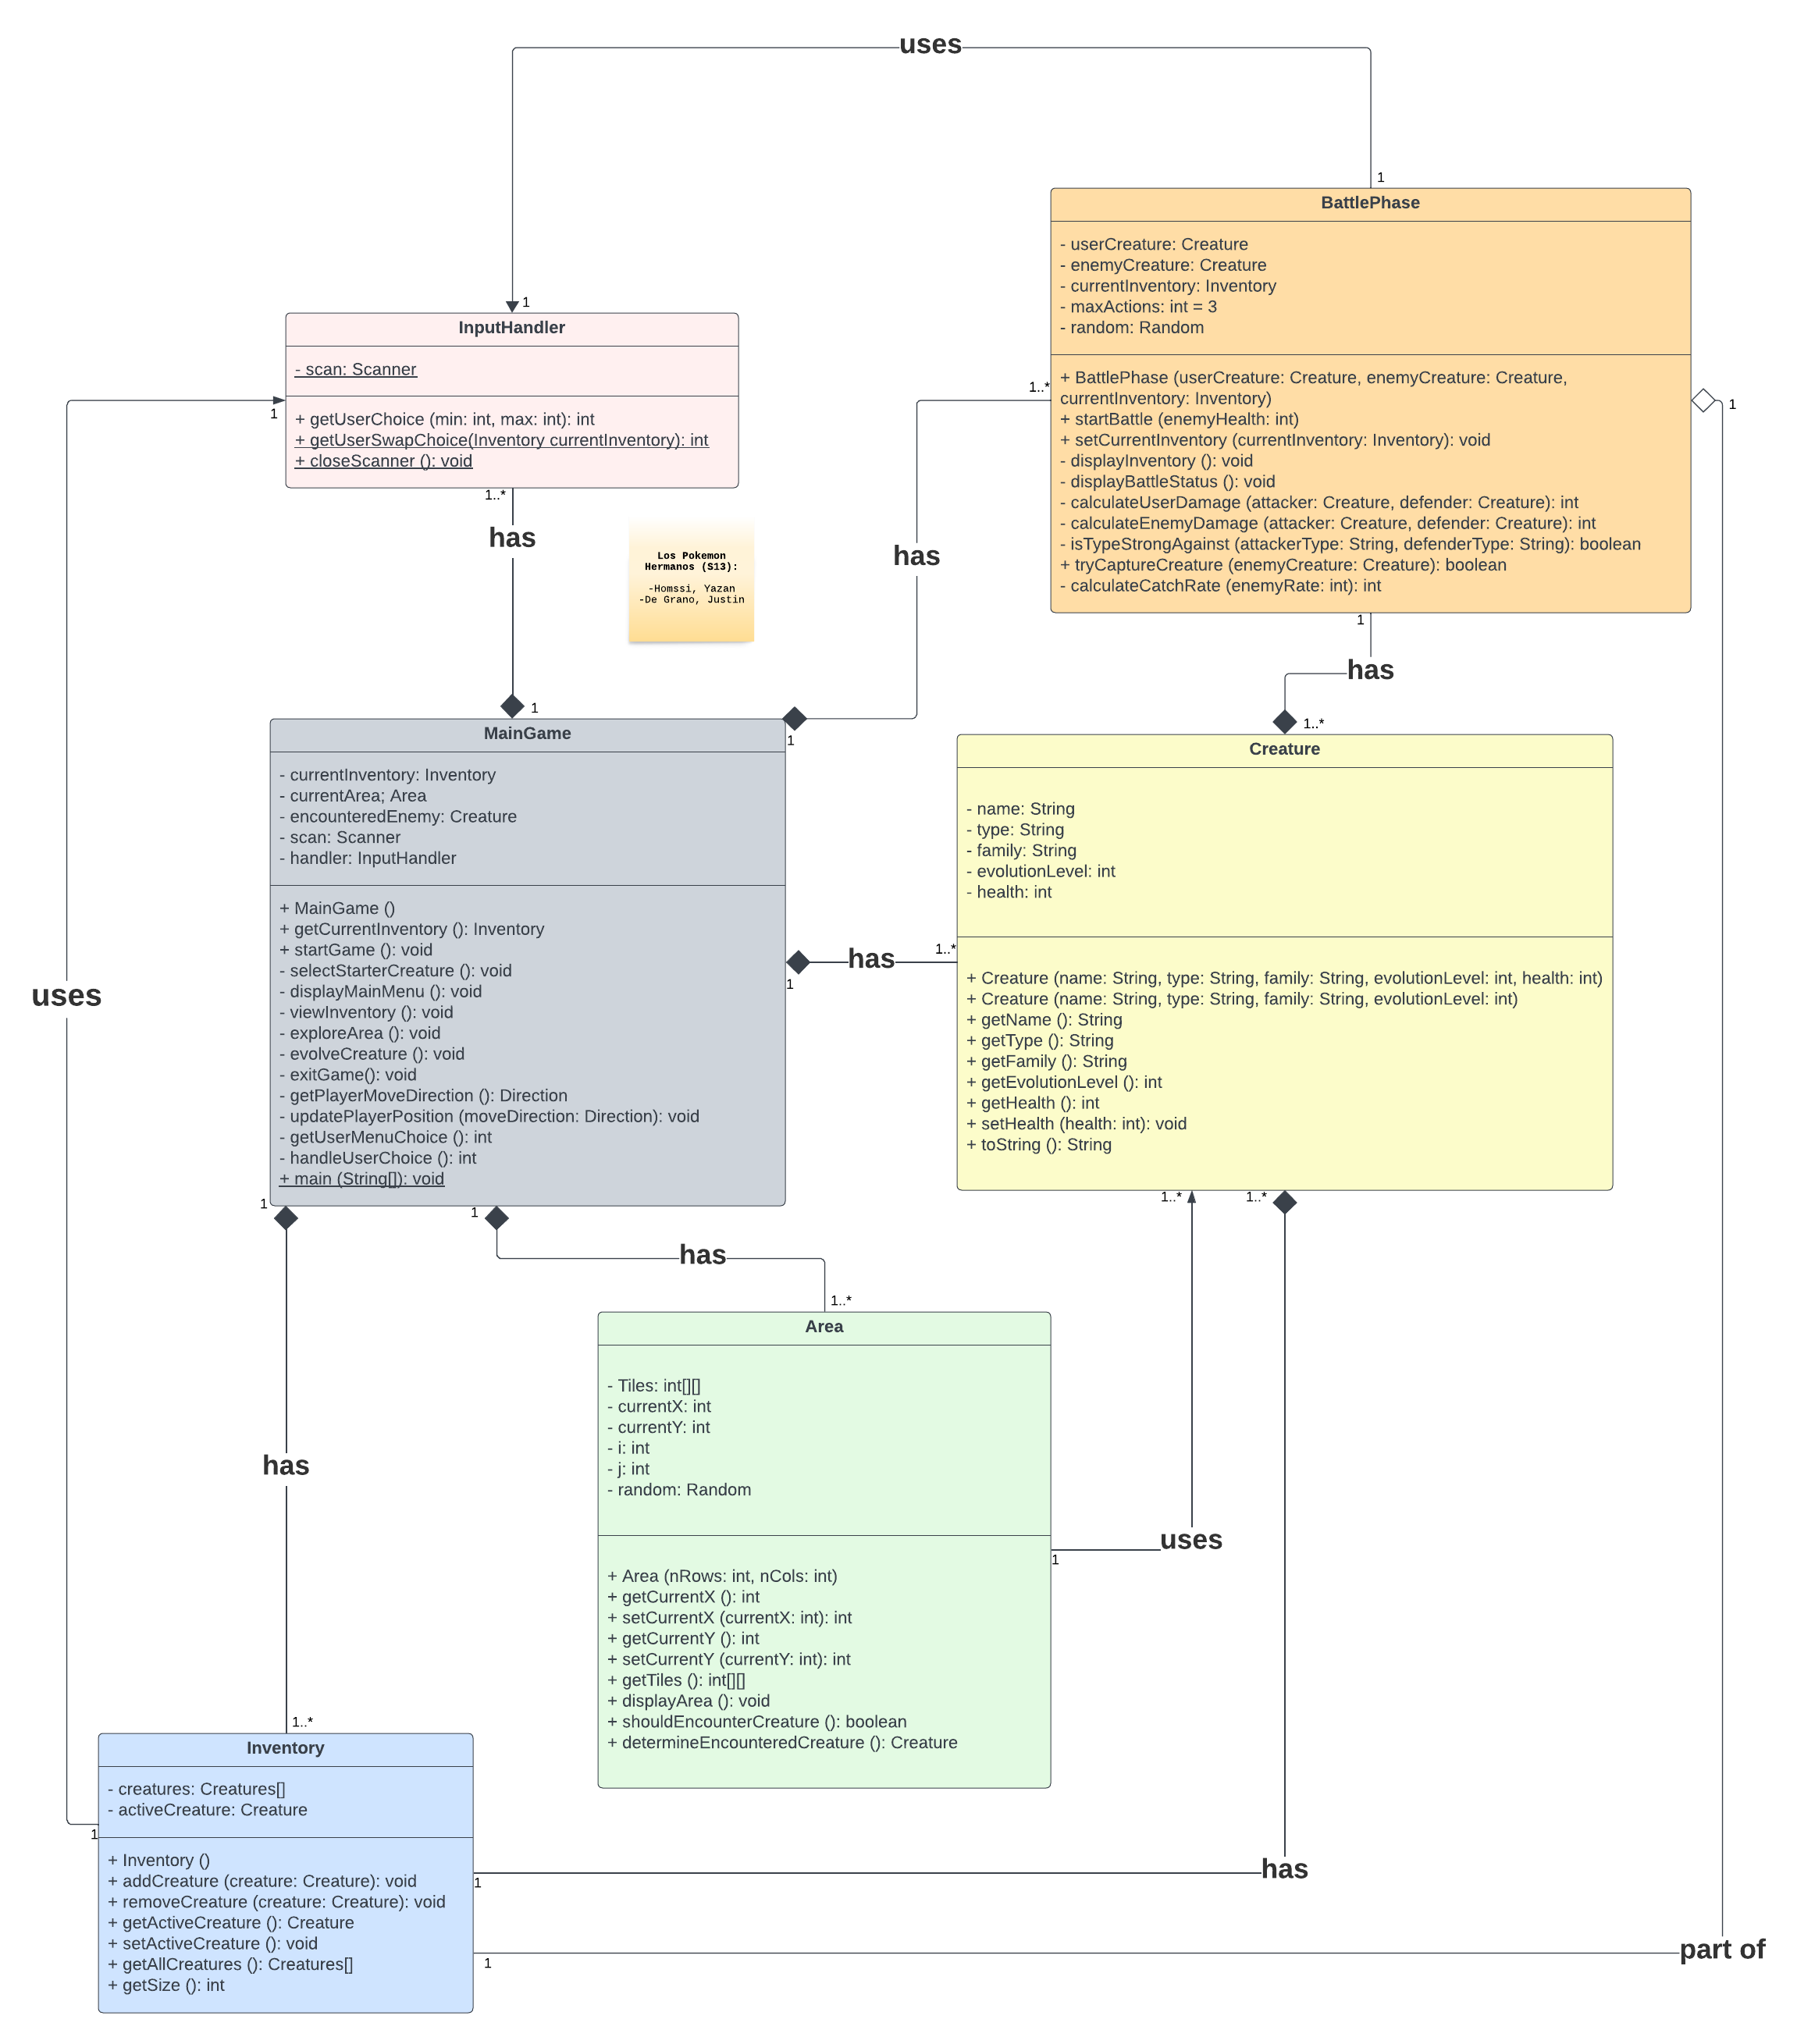 uses
1
BattlePhase
- userCreature: Creature
- enemyCreature: Creature
- currentInventory: Inventory
- maxActions: int = 3
- random: Random
+ BattlePhase (userCreature: Creature, enemyCreature: Creature,
currentInventory: Inventory)
+ startBattle (enemyHealth: int)
+ setCurrentInventory (currentInventory: Inventory): void
- displayInventory (): void
- displayBattleStatus (): void
- calculateUserDamage (attacker: Creature, defender: Creature): int
- calculateEnemyDamage (attacker: Creature, defender: Creature): int
- isTypeStrongAgainst (attackerType: String, defenderType: String): boolean
+ tryCaptureCreature (enemyCreature: Creature): boolean
- calculateCatchRate (enemyRate: int): int
1
1..*
1
1
InputHandler
- scan: Scanner
+ getUserChoice (min: int, max: int): int
+ getUserSwapChoice(Inventory currentInventory): int
+ closeScanner (): void
1
1..*
has
Los Pokemon
Hermanos (S13):
-Homssi, Yazan
-De Grano, Justin
has
has
1
1
1..*
MainGame
- currentInventory: Inventory
- currentArea; Area
- encounteredEnemy: Creature
- scan: Scanner
- handler: InputHandler
+ MainGame ()
+ getCurrentInventory (): Inventory
+ startGame (): void
- selectStarterCreature (): void
- displayMainMenu (): void
- viewInventory (): void
- exploreArea (): void
- evolveCreature (): void
- exitGame(): void
- getPlayerMoveDirection (): Direction
- updatePlayerPosition (moveDirection: Direction): void
- getUserMenuChoice (): int
- handleUserChoice (): int
+ main (String[]): void
has
1
1..*
Creature
- name: String
- type: String
- family: String
- evolutionLevel: int
- health: int
+ Creature (name: String, type: String, family: String, evolutionLevel: int, health: int)
+ Creature (name: String, type: String, family: String, evolutionLevel: int)
+ getName (): String
+ getType (): String
+ getFamily (): String
+ getEvolutionLevel (): int
+ getHealth (): int
+ setHealth (health: int): void
+ toString (): String
uses
1
1
1..*
1..*
has
1..*
Area
- Tiles: int[][]
- currentX: int
- currentY: int
- i: int
- j: int
- random: Random
+ Area (nRows: int, nCols: int)
+ getCurrentX (): int
+ setCurrentX (currentX: int): int
+ getCurrentY (): int
+ setCurrentY (currentY: int): int
+ getTiles (): int[][]
+ displayArea (): void
+ shouldEncounterCreature (): boolean
+ determineEncounteredCreature (): Creature
has
uses
1
1..*
Inventory
- creatures: Creatures[]
- activeCreature: Creature
+ Inventory ()
+ addCreature (creature: Creature): void
+ removeCreature (creature: Creature): void
+ getActiveCreature (): Creature
+ setActiveCreature (): void
+ getAllCreatures (): Creatures[]
+ getSize (): int
1
has
1
part of
1